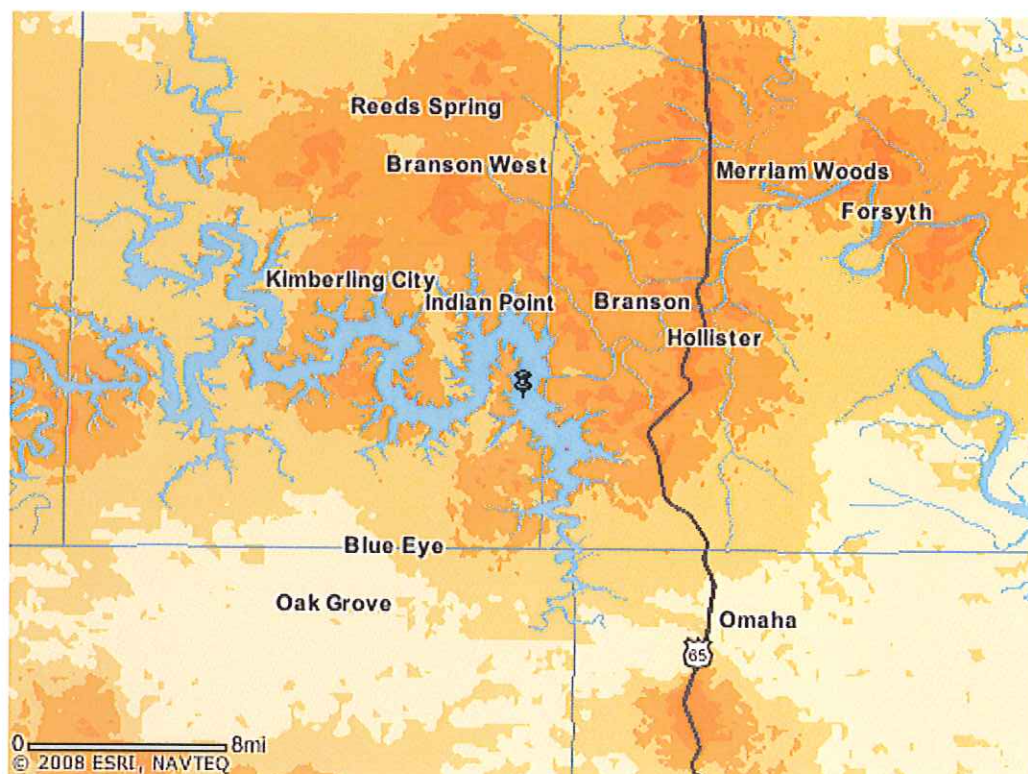 Reeds Spring
Branson West
Merriam Woods
Forsyth
Kimberling City
Indian Point
Branson
Hollister
Blue Eye
Oak Grove
Omaha
65
0 8mi
© 2008 ESRI, NAVTEQ